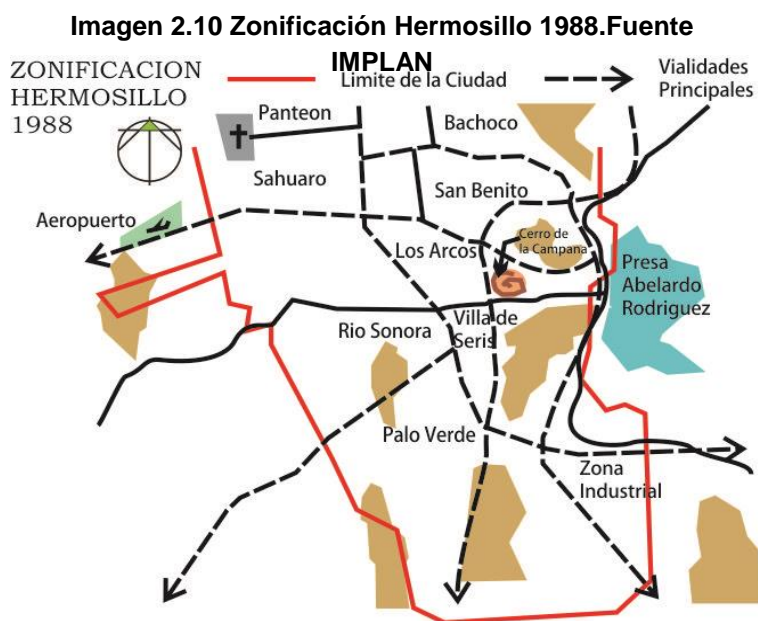 Imagen 2.10 Zonificación Hermosillo 1988.Fuente
IMPLAN
ZONIFICACION
HERMOSILLO
1988
Limite de la Ciudad
Vialidades
Principales
Panteon
Bachoco
Sahuaro
San Benito
Aeropuerto
Los Arcos
Cerro de
la Campana
Presa
Abelardo
Rodriguez
Rio Sonora
Villa de
Seris
Palo Verde
Zona
Industrial